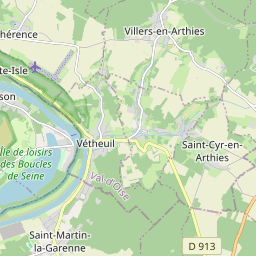 hérence
Villers-en-Arthies
te-Isle
son
Vétheuil
Saint-Cyr-en-
Arthies
lle de loisirs
des Boucles
de Seine
Val-d'Oise
Saint-Martin-
la-Garenne
D 913